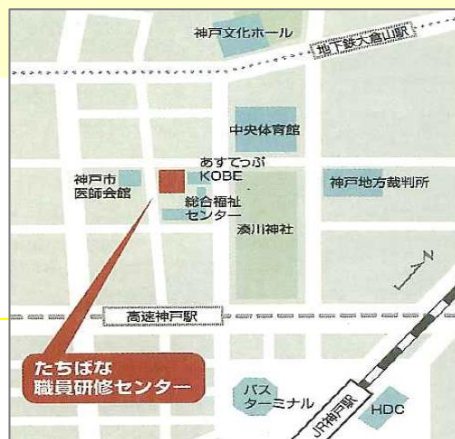 神戸文化ホール
地下鉄大倉山駅
中央体育館
あすてっぷ
KOBE
神戸市
医師会館
総合福祉
センター
神戸地方裁判所
湊川神社
N
高速神戸駅
たちばな
職員研修センター
バス
ターミナル
JR神戸駅
HDC